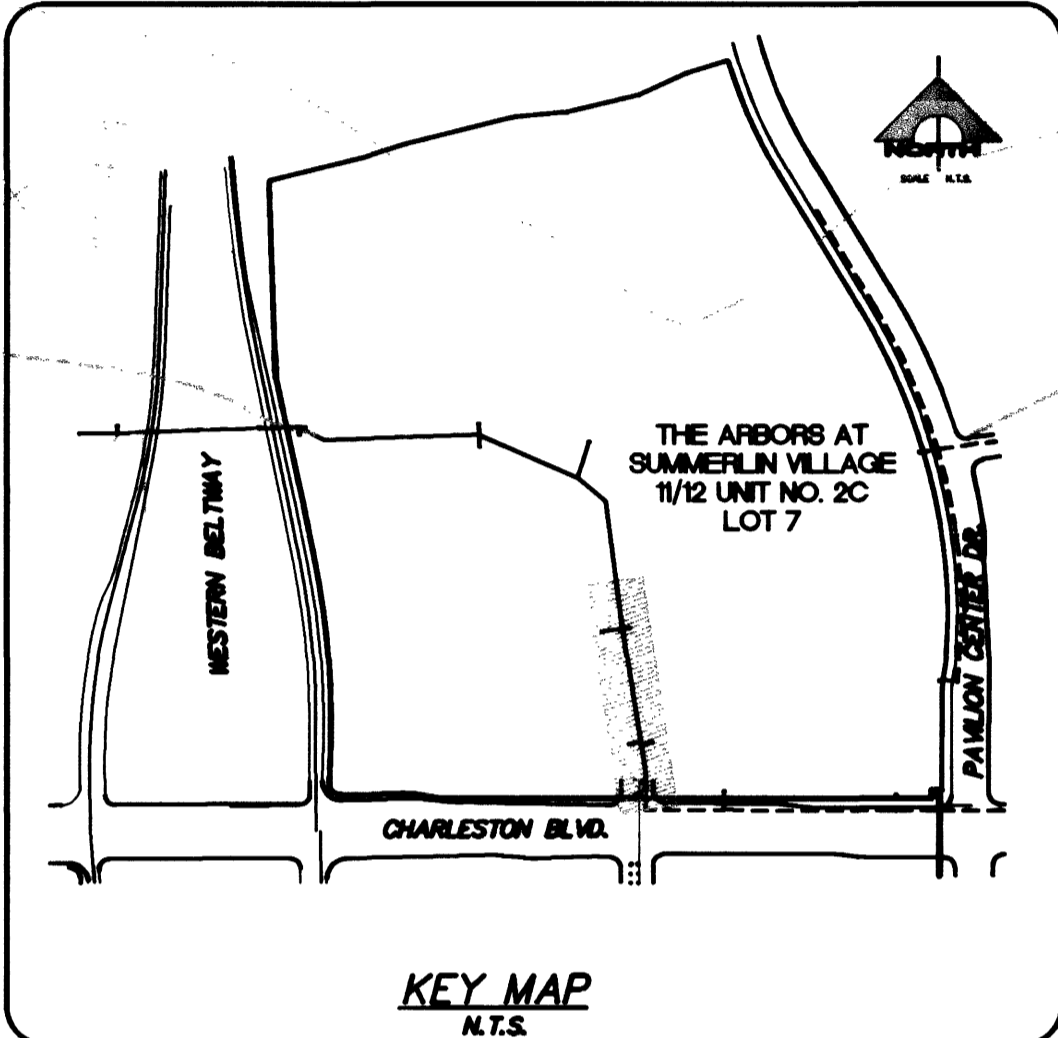 NORTH
SCALE N.T.S.
THE ARBORS AT
SUMMERLIN VILLAGE
11/12 UNIT NO. 2C
LOT 7
WESTERN BELTWAY
PAVILION CENTER DR.
CHARLESTON BLVD.
KEY MAP
N.T.S.